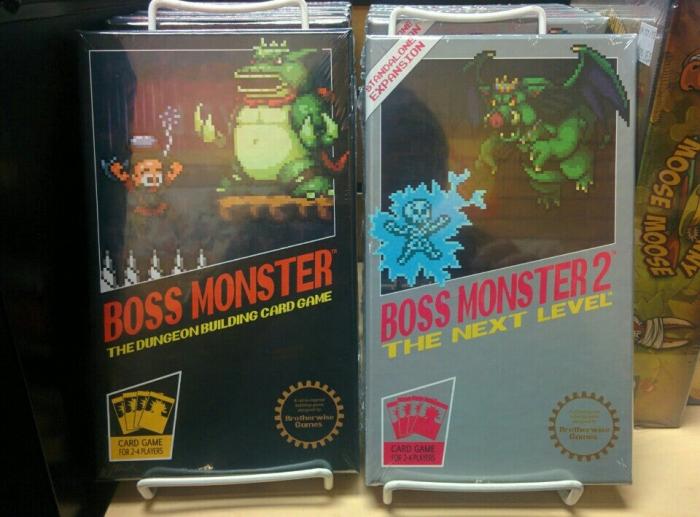 BOSS MONSTER™
THE DUNGEON BUILDING CARD GAME
CARD GAME
FOR 2-4 PLAYERS
Brotherwise
Games
STANDALONE
EXPANSION
BOSS MONSTER 2
THE NEXT LEVEL
CARD GAME
FOR 2-4 PLAYERS
Brotherwise
Games
MOOSE MOOSE